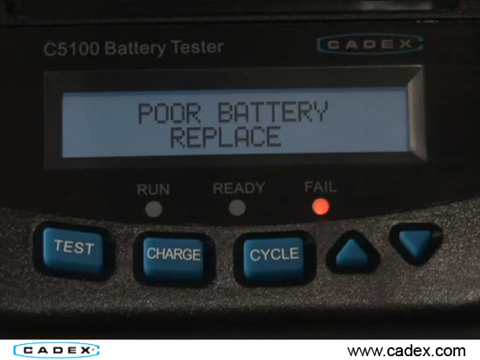 C5100 Battery Tester CADEX
POOR BATTERY
REPLACE
RUN READY FAIL
TEST CHARGE CYCLE
CADEX www.cadex.com